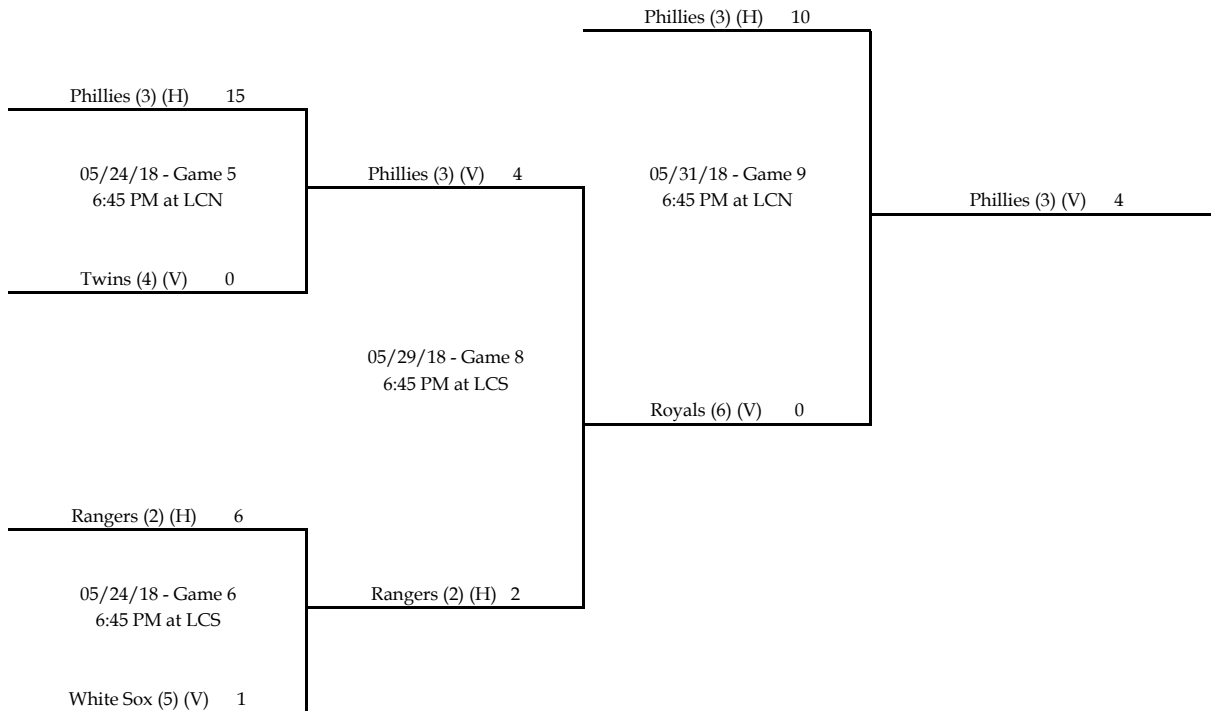 Phillies (3) (H) 10
Phillies (3) (H) 15
05/24/18 - Game 5
6:45 PM at LCN
Phillies (3) (V) 4
05/31/18 - Game 9
6:45 PM at LCN
Phillies (3) (V) 4
Twins (4) (V) 0
05/29/18 - Game 8
6:45 PM at LCS
Royals (6) (V) 0
Rangers (2) (H) 6
05/24/18 - Game 6
6:45 PM at LCS
Rangers (2) (H) 2
White Sox (5) (V) 1